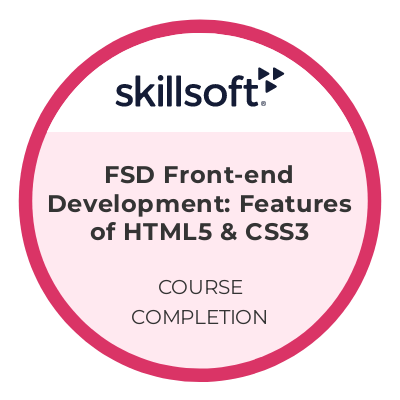 skillsoft®
FSD Front-end
Development: Features
of HTML5 & CSS3
COURSE
COMPLETION